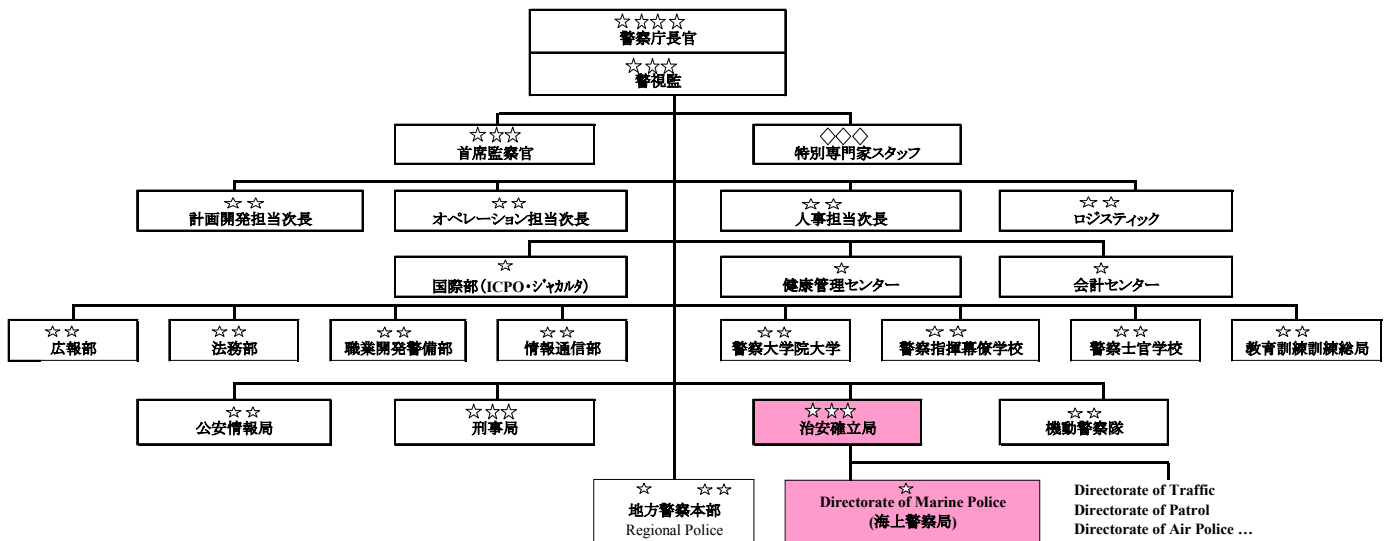 ☆☆☆☆
警察庁長官
☆☆☆
警視監
☆☆☆
首席監察官
◇◇◇
特別専門家スタッフ
☆☆
計画開発担当次長
☆☆
オペレーション担当次長
☆☆
人事担当次長
☆☆
ロジスティック
☆
国際部(ICPO・ジャカルタ)
☆
健康管理センター
☆
会計センター
☆☆
広報部
☆☆
法務部
☆☆
職業開発警備部
☆☆
情報通信部
☆☆
警察大学院大学
☆☆
警察指揮幕僚学校
☆☆
警察士官学校
☆☆
教育訓練訓練総局
☆☆
公安情報局
☆☆☆
刑事局
☆☆☆
治安確立局
☆☆
機動警察隊
☆ ☆☆
地方警察本部
Regional Police
☆
Directorate of Marine Police
(海上警察局)
Directorate of Traffic
Directorate of Patrol
Directorate of Air Police …